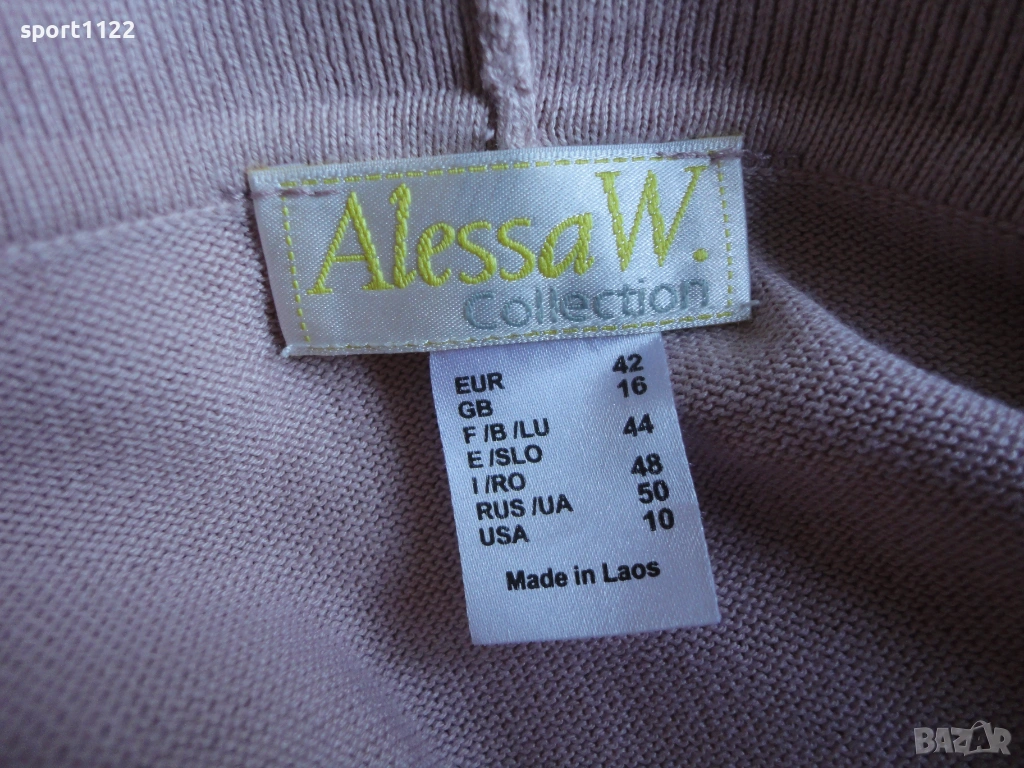 sport1122
Alessa W.
Collection
EUR 42
GB 16
F /B /LU 44
E /SLO
I /RO 48
RUS /UA 50
USA 10
Made in Laos
BAZAR